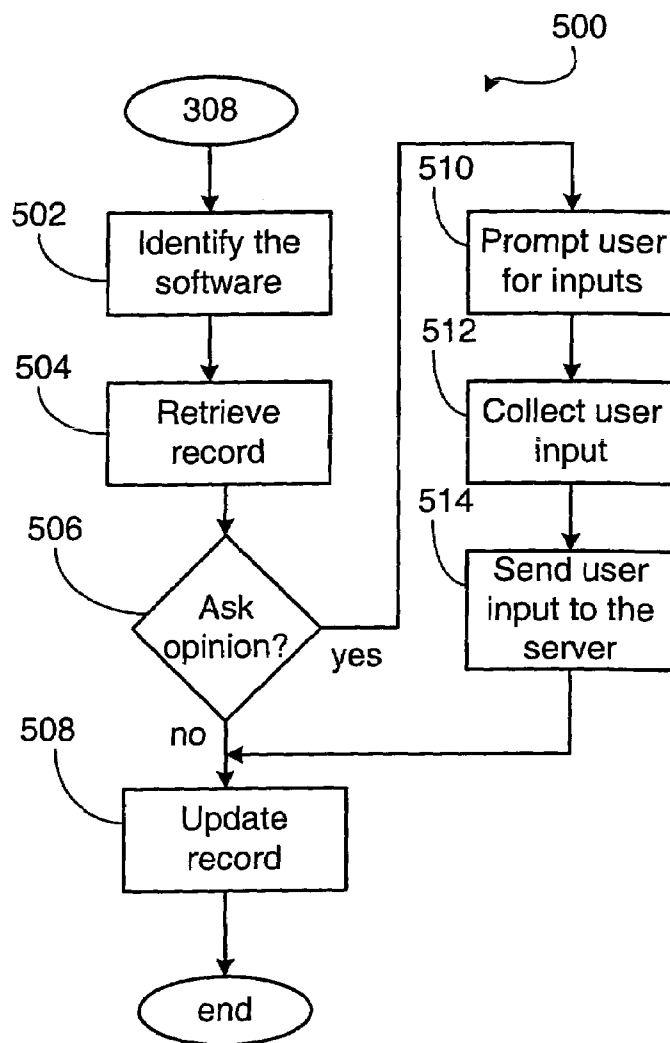 500
308
502
Identify the
software
504
Retrieve
record
506
Ask
opinion?
yes
no
508
Update
record
end
510
Prompt user
for inputs
512
Collect user
input
514
Send user
input to the
server